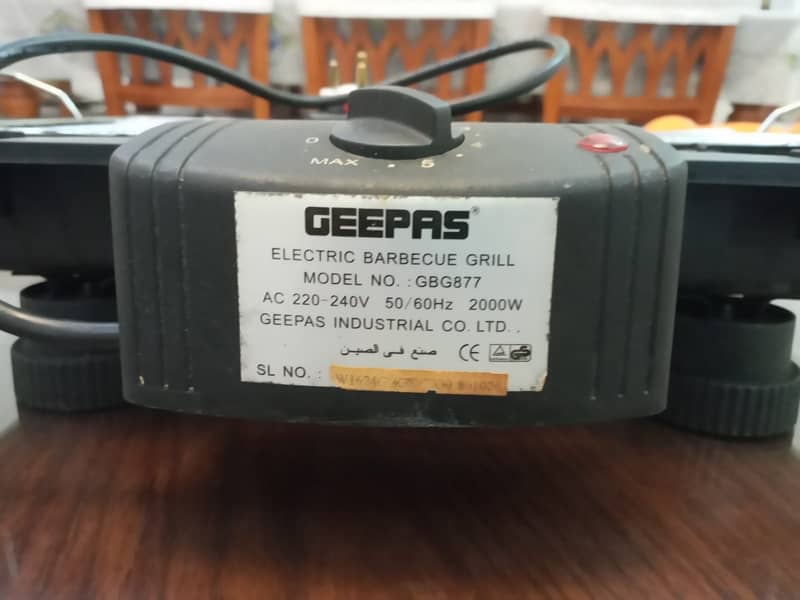 0
4
MAX 5
GEEPAS®
ELECTRIC BARBECUE GRILL
MODEL NO. : GBG877
AC 220-240V 50/60Hz 2000W
GEEPAS INDUSTRIAL CO. LTD. ,
صنع في الصين CE
SL NO. :